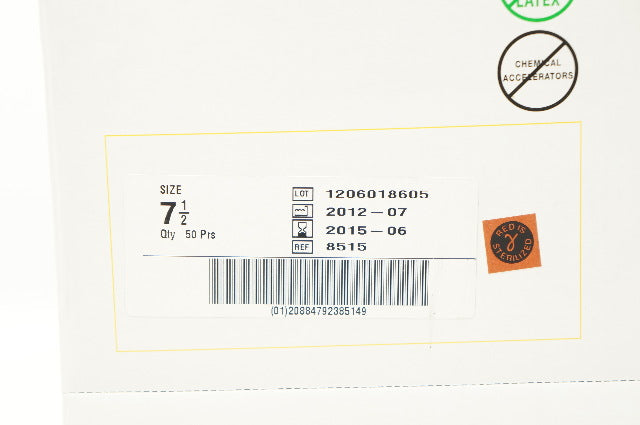 LATEX
CHEMICAL
ACCELERATORS
SIZE
7 1/2
Qty 50 Prs
LOT 1206018605
2012-07
2015-06
REF 8515
RED IS
γ
STERILIZED
(01)20884792385149